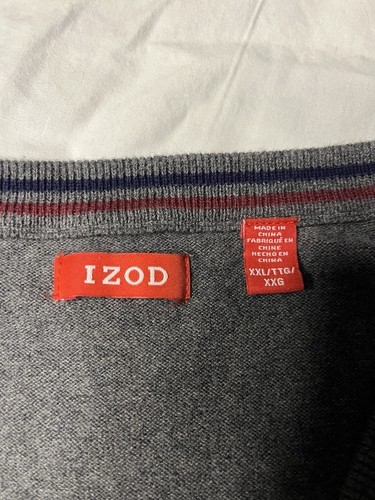 IZOD
MADE IN
CHINA
FABRIQUÉ EN
CHINE
HECHO EN
CHINA
XXL/TTG/
XXG